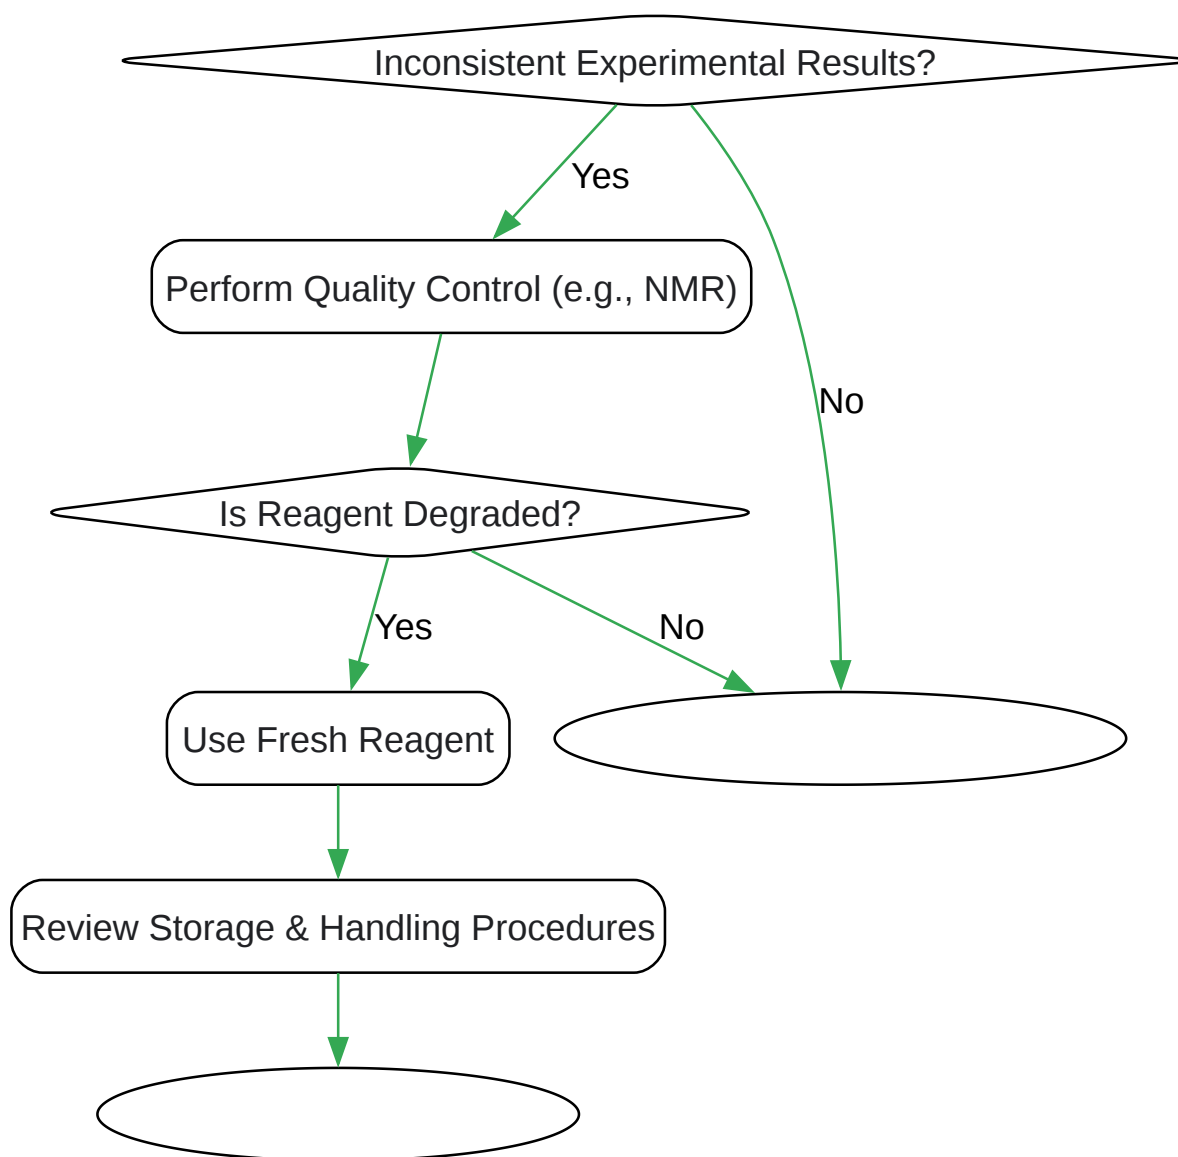 Inconsistent Experimental Results?
Yes
Perform Quality Control (e.g., NMR)
No
Is Reagent Degraded?
Yes
No
Use Fresh Reagent
Review Storage & Handling Procedures